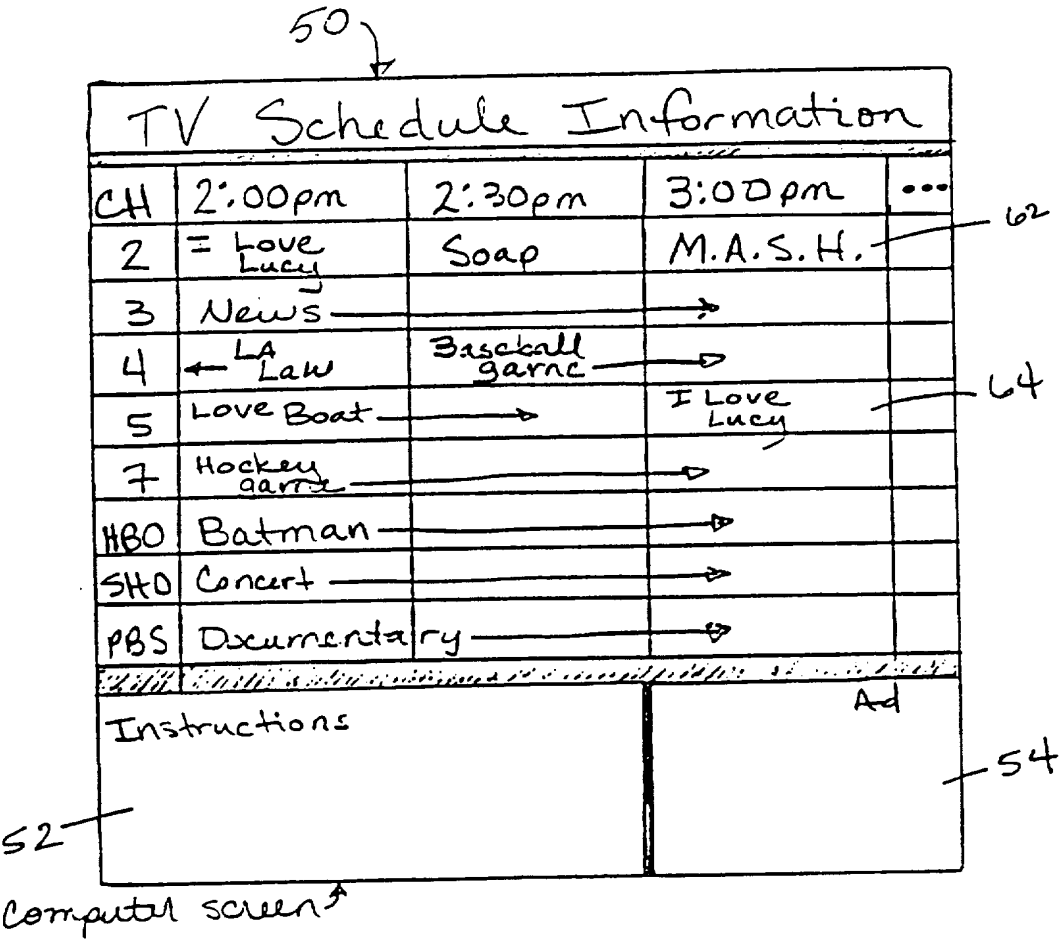 50
TV Schedule Information
CH 2:00pm 2:30pm 3:00pm ...
62
2 I Love Lucy Soap M.A.S.H.
3 News
4 LA Law Baseball game
64
5 Love Boat I Love Lucy
7 Hockey game
HBO Batman
SHO Concert
PBS Documentary
Instructions Ad
54
52
Computer screen